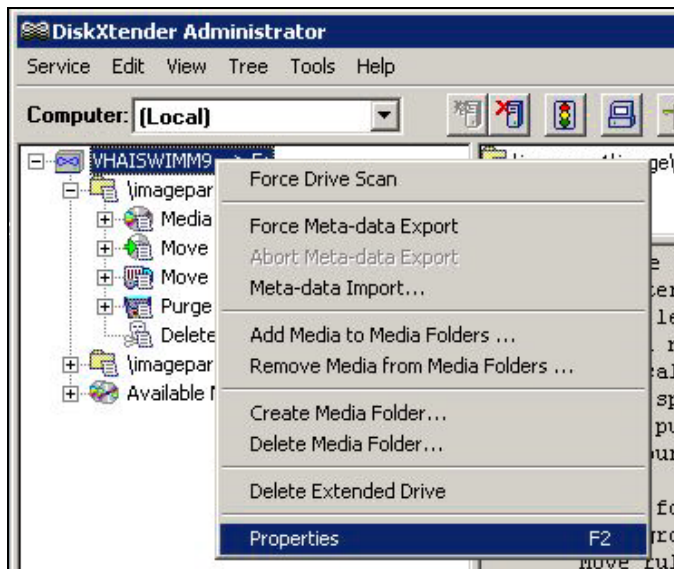 DiskXtender Administrator
Service Edit View Tree Tools Help
Computer: (Local)
VHAISWIMM9
\imagepar
Media
Move
Move
Purge
Delete
\imagepar
Available
Force Drive Scan
Force Meta-data Export
Abort Meta-data Export
Meta-data Import...
Add Media to Media Folders ...
Remove Media from Media Folders ...
Create Media Folder...
Delete Media Folder...
Delete Extended Drive
Properties F2
Move